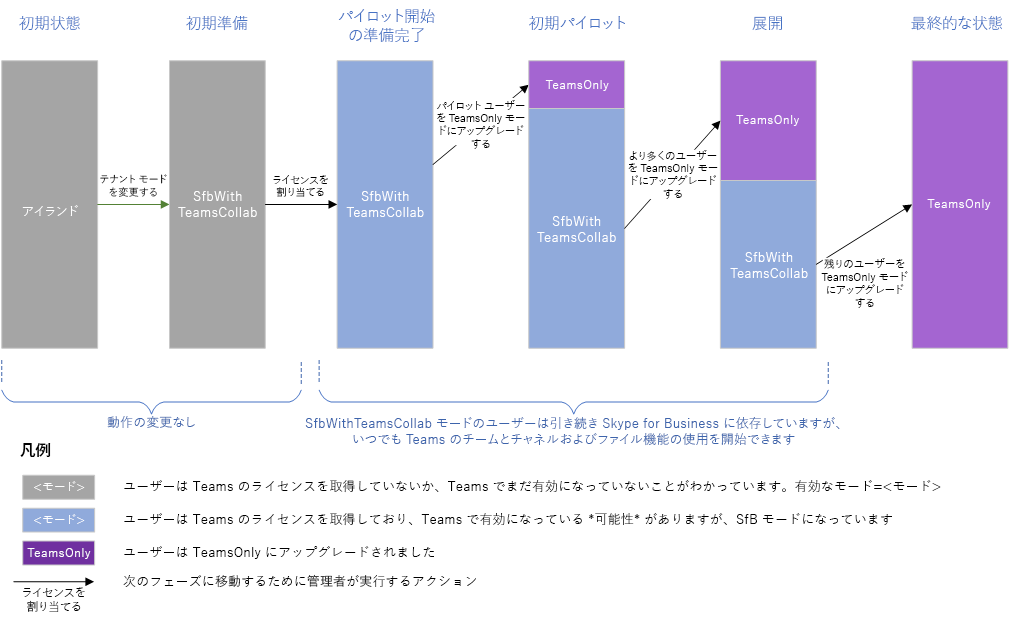 初期状態
初期準備
パイロット開始
の準備完了
初期パイロット
展開
最終的な状態
アイランド
テナント モード
を変更する
SfbWith
TeamsCollab
ライセンスを
割り当てる
SfbWith
TeamsCollab
パイロット ユーザー
を TeamsOnly モー
ドにアップグレード
する
TeamsOnly
SfbWith
TeamsCollab
より多くのユーザー
を TeamsOnly モー
ドにアップグレード
する
TeamsOnly
SfbWith
TeamsCollab
残りのユーザーを
TeamsOnly モード
にアップグレード
する
TeamsOnly
動作の変更なし
SfbWithTeamsCollab モードのユーザーは引き続き Skype for Business に依存していますが、
いつでも Teams のチームとチャネルおよびファイル機能の使用を開始できます
凡例
<モード>
ユーザーは Teams のライセンスを取得していないか、Teams でまだ有効になっていないことがわかっています。有効なモード=<モード>
<モード>
ユーザーは Teams のライセンスを取得しており、Teams で有効になっている *可能性* がありますが、SfB モードになっています
TeamsOnly
ユーザーは TeamsOnly にアップグレードされました
次のフェーズに移動するために管理者が実行するアクション
ライセンスを
割り当てる